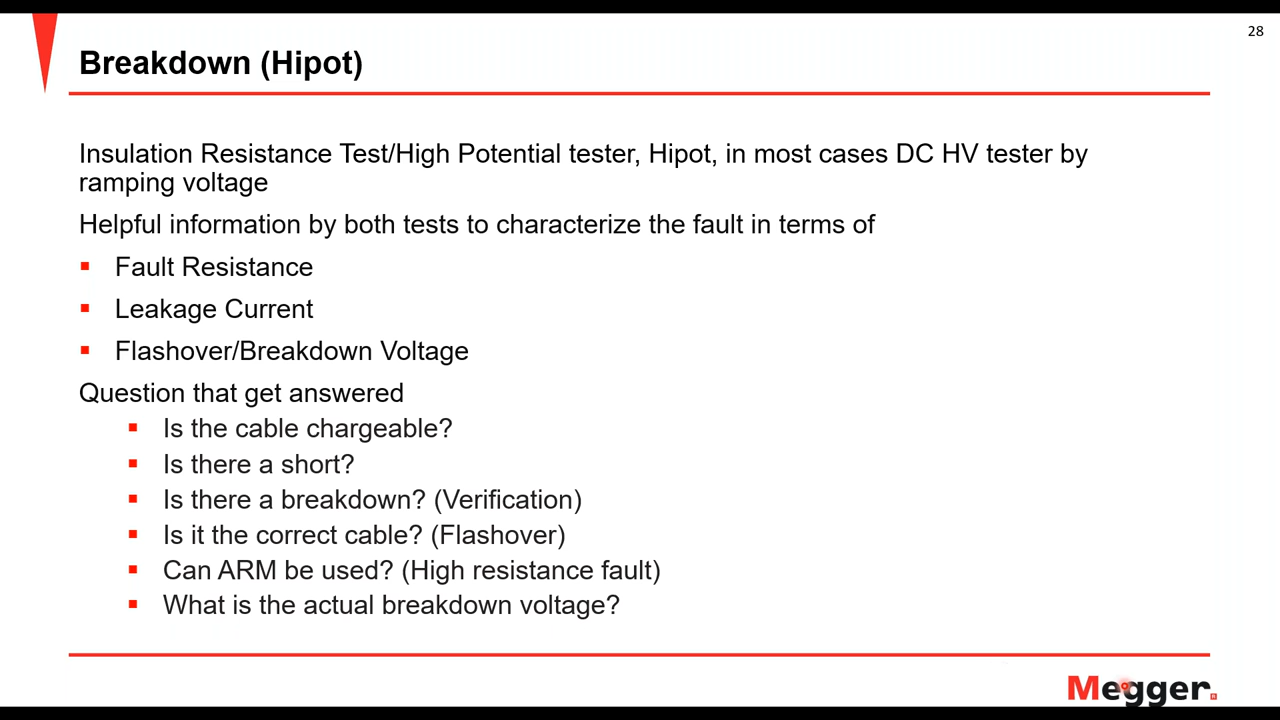 28
Breakdown (Hipot)
Insulation Resistance Test/High Potential tester, Hipot, in most cases DC HV tester by
ramping voltage
Helpful information by both tests to characterize the fault in terms of
Fault Resistance
Leakage Current
Flashover/Breakdown Voltage
Question that get answered
Is the cable chargeable?
Is there a short?
Is there a breakdown? (Verification)
Is it the correct cable? (Flashover)
Can ARM be used? (High resistance fault)
What is the actual breakdown voltage?
Megger.